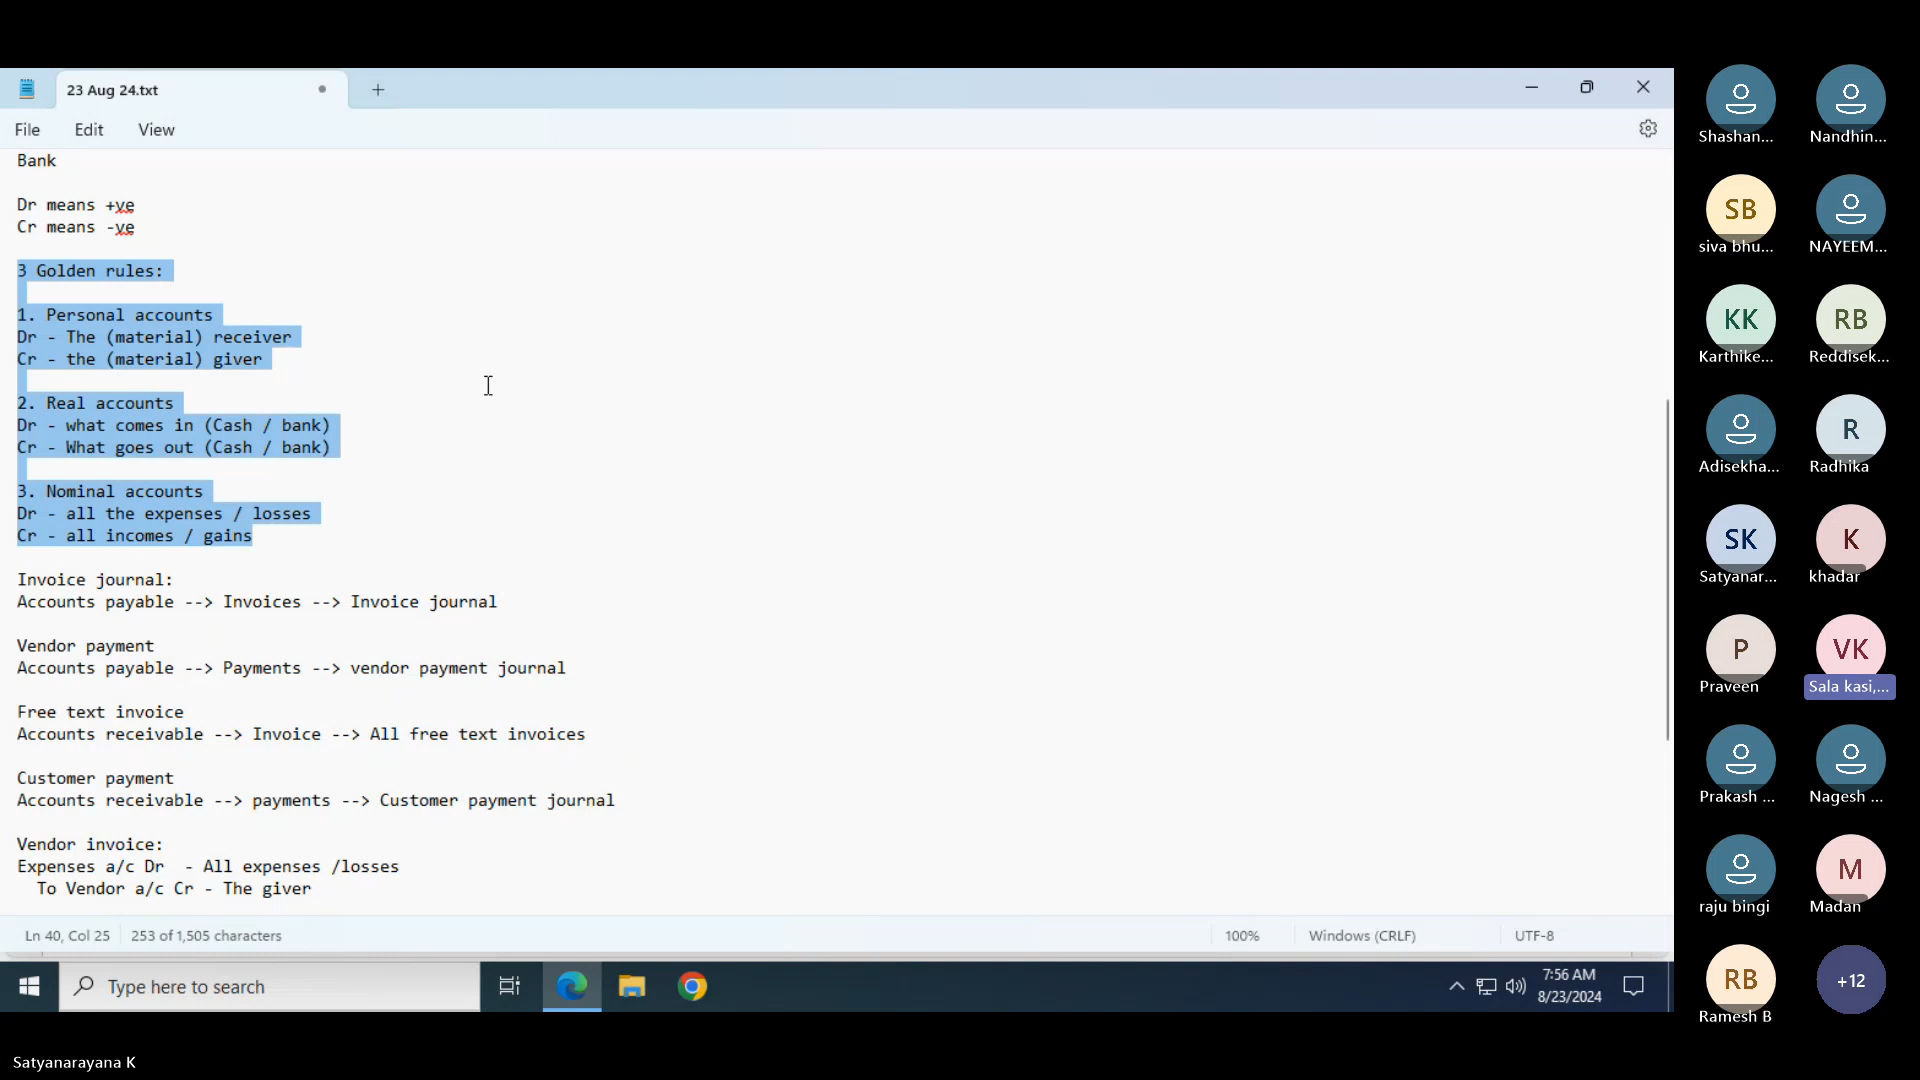 23 Aug 24.txt
File Edit View
Bank
Dr means +ve
Cr means -ve
3 Golden rules:
1. Personal accounts
Dr - The (material) receiver
Cr - the (material) giver
2. Real accounts
Dr - what comes in (Cash / bank)
Cr - What goes out (Cash / bank)
3. Nominal accounts
Dr - all the expenses / losses
Cr - all incomes / gains
Invoice journal:
Accounts payable --> Invoices --> Invoice journal
Vendor payment
Accounts payable --> Payments --> vendor payment journal
Free text invoice
Accounts receivable --> Invoice --> All free text invoices
Customer payment
Accounts receivable --> payments --> Customer payment journal
Vendor invoice:
Expenses a/c Dr  - All expenses /losses
To Vendor a/c Cr - The giver
Ln 40, Col 25 253 of 1,505 characters 100% Windows (CRLF) UTF-8
Type here to search
7:56 AM
8/23/2024
Satyanarayana K
Shashan... Nandhin...
SB
siva bhu... NAYEEM...
KK RB
Karthike... Reddisek...
R
Adisekha... Radhika
SK K
Satyanar... khadar
P VK
Praveen Sala kasi,...
Prakash ... Nagesh ...
M
raju bingi Madan
RB +12
Ramesh B